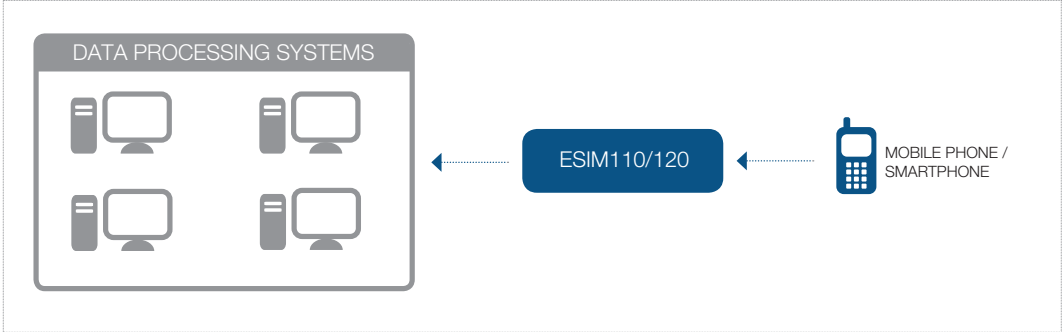 DATA PROCESSING SYSTEMS
ESIM110/120
MOBILE PHONE /
SMARTPHONE